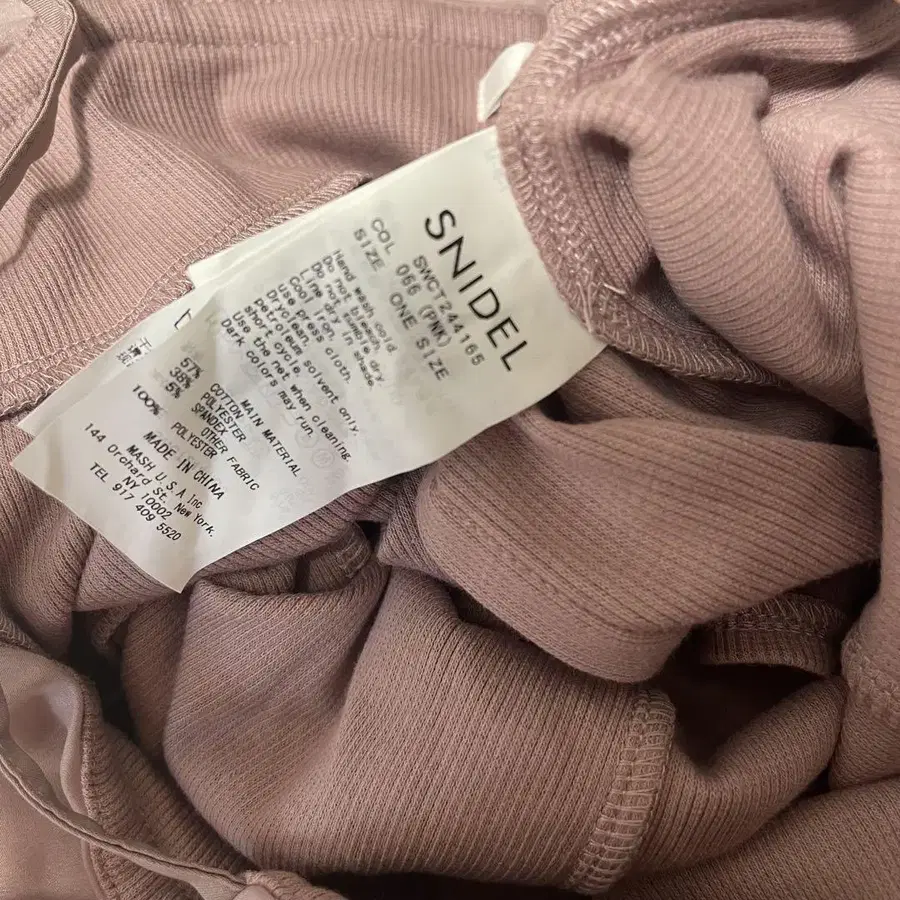 SNIDEL
SWCT244165
COL 066 (PNK)
SIZE ONE SIZE
Hand wash cold
Do not bleach.
Do not tumble dry.
Line dry in shade.
Cool iron.
use press cloth.
Dryclean.
petroleum solvent only.
short cycle.
Use the net when cleaning.
Dark colors may run.
MAIN MATERIAL
57% COTTON
38% POLYESTER
5% SPANDEX
OTHER FABRIC
100% POLYESTER
MADE IN CHINA
MASH U.S.A Inc
144 Orchard St. New York.
NY 10002
TEL 917 409 5520